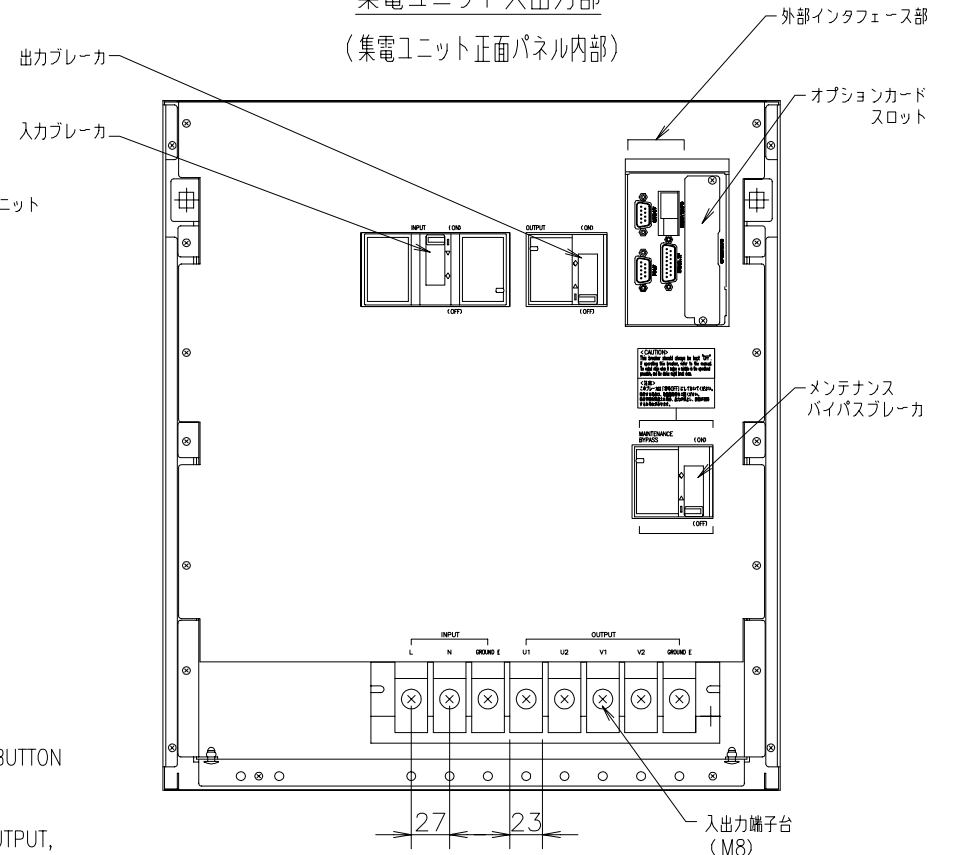 集電ユニット入出力部
(集電ユニット正面パネル内部)
外部インタフェース部
出力ブレーカ
オプションカード
スロット
入力ブレーカ
ニット
INPUT (ON)
OUTPUT (ON)
(OFF)
(OFF)
<CAUTION>
<注意>
メンテナンス
バイパスブレーカ
MAINTENANCE
BYPASS (ON)
(OFF)
INPUT
OUTPUT
L N GROUND E U1 U2 V1 V2 GROUND E
BUTTON
UTPUT,
27
23
入出力端子台
(M8)